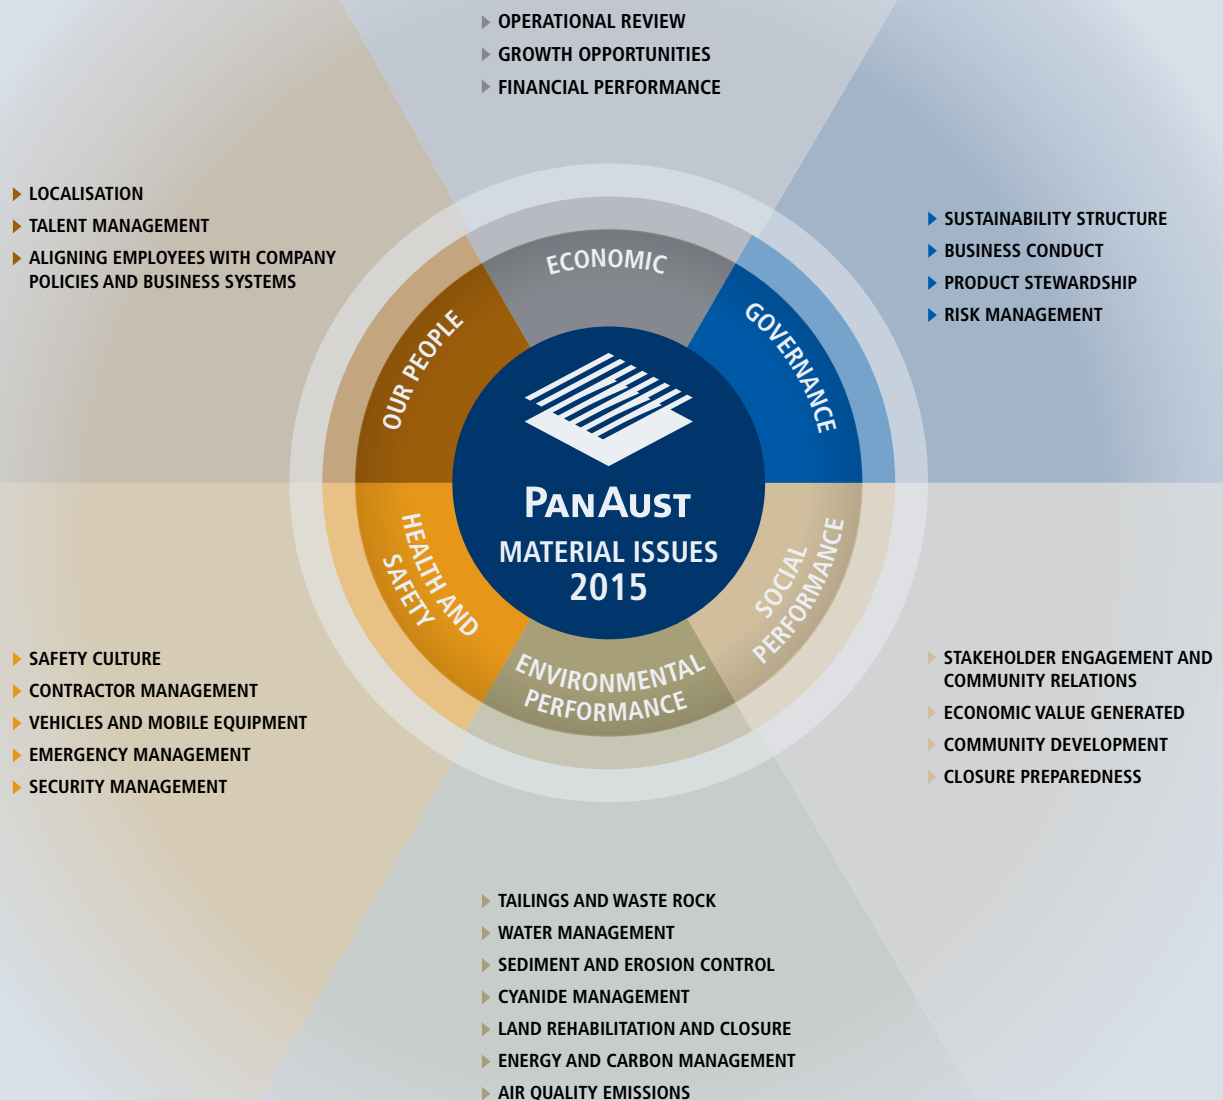 OPERATIONAL REVIEW
GROWTH OPPORTUNITIES
FINANCIAL PERFORMANCE
LOCALISATION
TALENT MANAGEMENT
ALIGNING EMPLOYEES WITH COMPANY
POLICIES AND BUSINESS SYSTEMS
SUSTAINABILITY STRUCTURE
BUSINESS CONDUCT
PRODUCT STEWARDSHIP
RISK MANAGEMENT
ECONOMIC
OUR PEOPLE
GOVERNANCE
PANAUST
MATERIAL ISSUES
2015
HEALTH AND
SAFETY
SOCIAL
PERFORMANCE
ENVIRONMENTAL
PERFORMANCE
SAFETY CULTURE
CONTRACTOR MANAGEMENT
VEHICLES AND MOBILE EQUIPMENT
EMERGENCY MANAGEMENT
SECURITY MANAGEMENT
STAKEHOLDER ENGAGEMENT AND
COMMUNITY RELATIONS
ECONOMIC VALUE GENERATED
COMMUNITY DEVELOPMENT
CLOSURE PREPAREDNESS
TAILINGS AND WASTE ROCK
WATER MANAGEMENT
SEDIMENT AND EROSION CONTROL
CYANIDE MANAGEMENT
LAND REHABILITATION AND CLOSURE
ENERGY AND CARBON MANAGEMENT
AIR QUALITY EMISSIONS